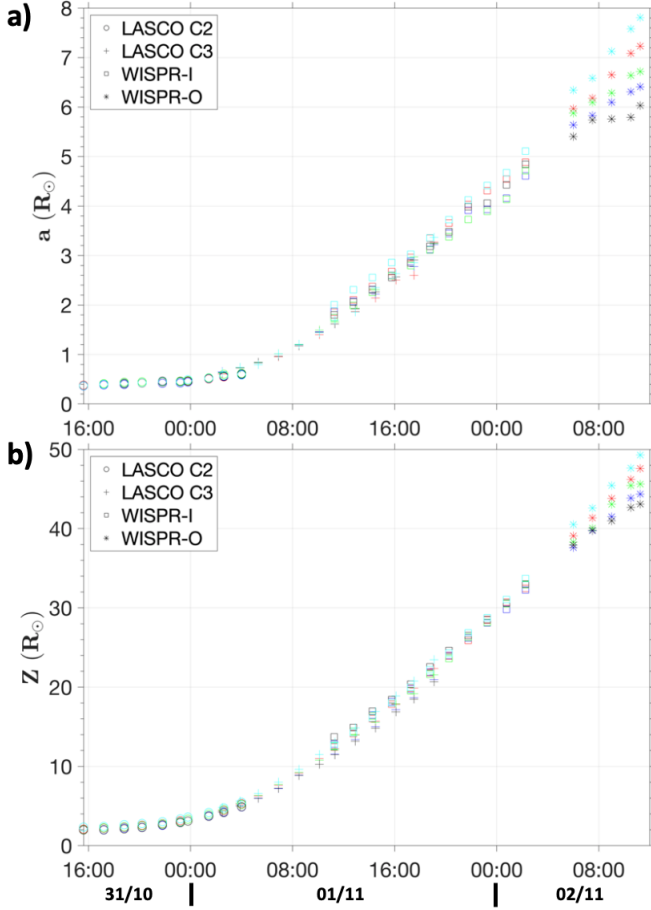 a)
8
7
6
5
4
3
2
1
0
a (R☉)
LASCO C2
LASCO C3
WISPR-I
WISPR-O
16:00 00:00 08:00 16:00 00:00 08:00
b)
50
40
30
20
10
0
Z (R☉)
LASCO C2
LASCO C3
WISPR-I
WISPR-O
16:00 00:00 08:00 16:00 00:00 08:00
31/10 | 01/11 | 02/11